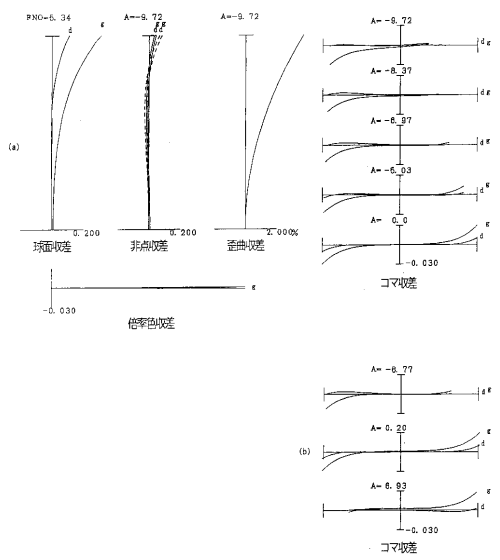 FNO=6.34
d
g
0.200
球面収差
A=-9.72
g g
d d
0.200
非点収差
A=-9.72
2.000%
歪曲収差
(a)
-0.030
g
倍率色収差
A= -9.72
d g
A= -8.37
d g
A= -6.97
d g
A= -6.03
g
d
A= 0.0
g
d
-0.030
コマ収差
(b)
A= -6.77
d g
A= 0.20
g
d
A= 6.93
g
d
-0.030
コマ収差